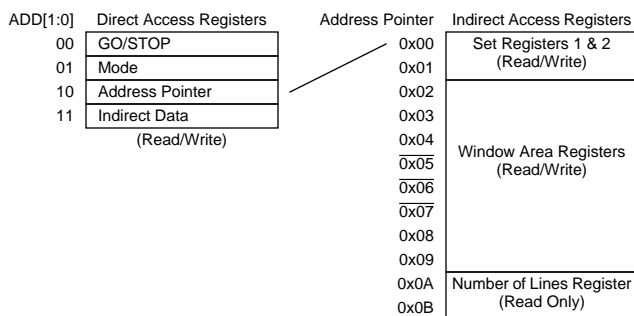 ADD[1:0] Direct Access Registers
00 GO/STOP
01 Mode
10 Address Pointer
11 Indirect Data
(Read/Write)
Address Pointer Indirect Access Registers
0x00 Set Registers 1 & 2
0x01 (Read/Write)
0x02
0x03
0x04
0x05 Window Area Registers
(Read/Write)
0x06
0x07
0x08
0x09
0x0A Number of Lines Register
0x0B (Read Only)